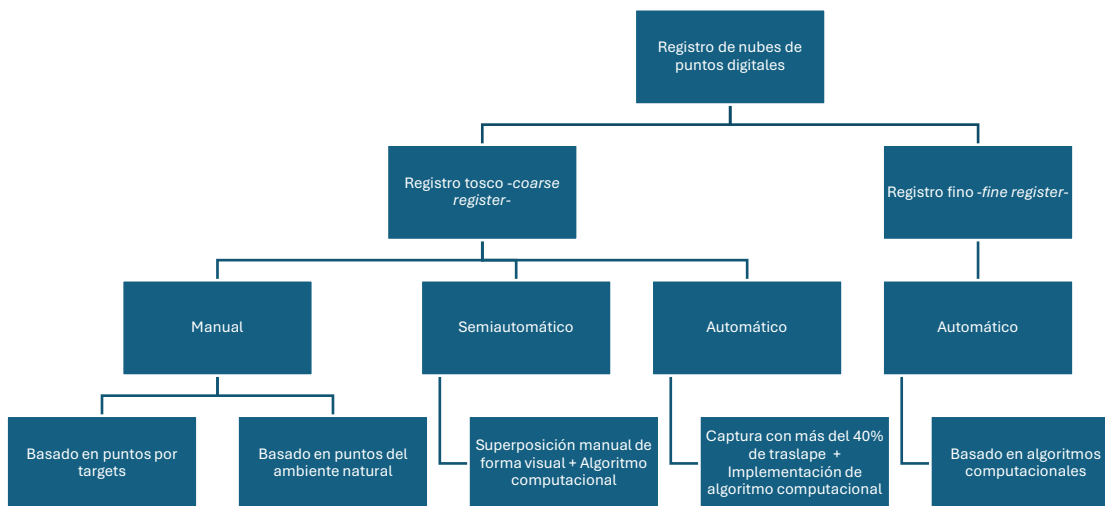 Registro de nubes de
puntos digitales
Registro tosco -coarse
register-
Registro fino -fine register-
Manual
Semiautomático
Automático
Automático
Basado en puntos por
targets
Basado en puntos del
ambiente natural
Superposición manual de
forma visual + Algoritmo
computacional
Captura con más del 40%
de traslape +
Implementación de
algoritmo computacional
Basado en algoritmos
computacionales